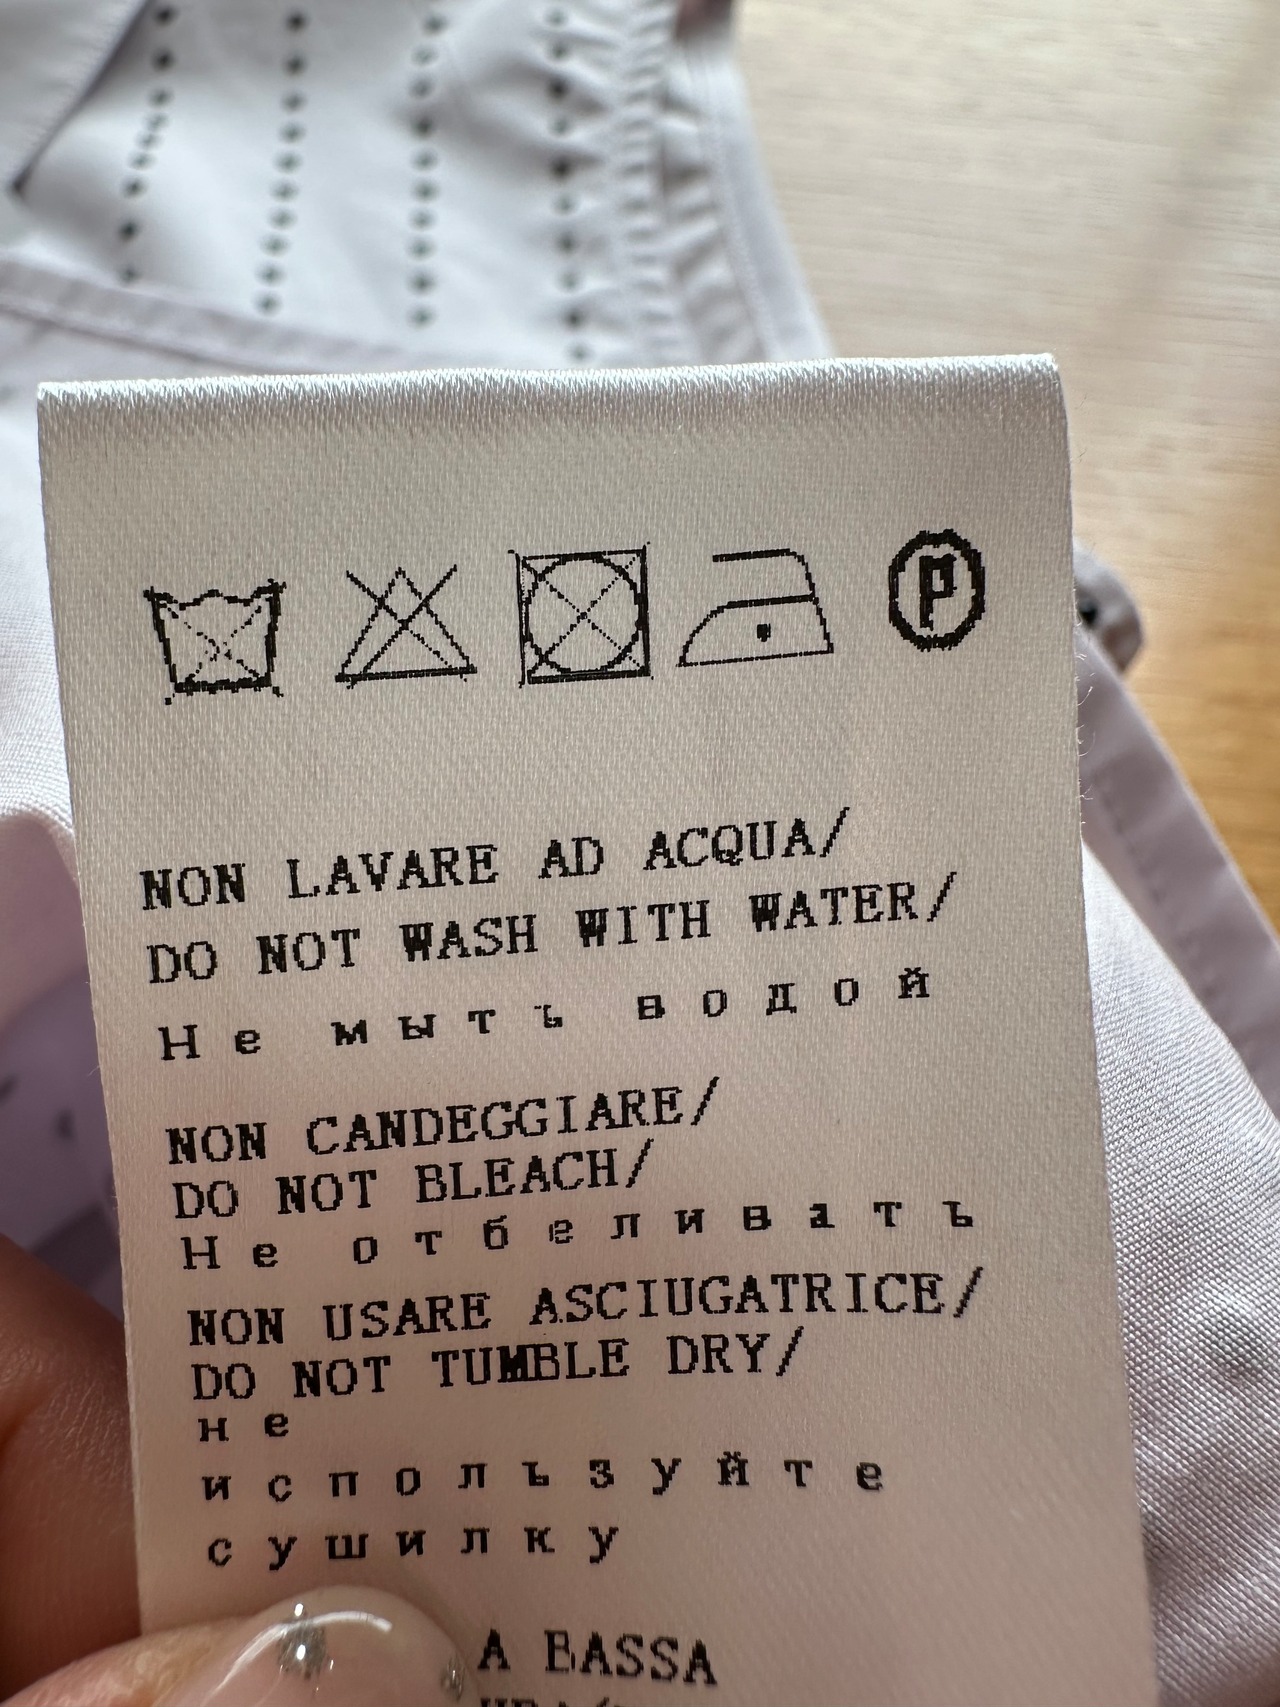 P
NON LAVARE AD ACQUA/
DO NOT WASH WITH WATER/
Не мыть водой
NON CANDEGGIARE/
DO NOT BLEACH/
Не отбеливать
NON USARE ASCIUGATRICE/
DO NOT TUMBLE DRY/
не
используйте
сушилку
A BASSA